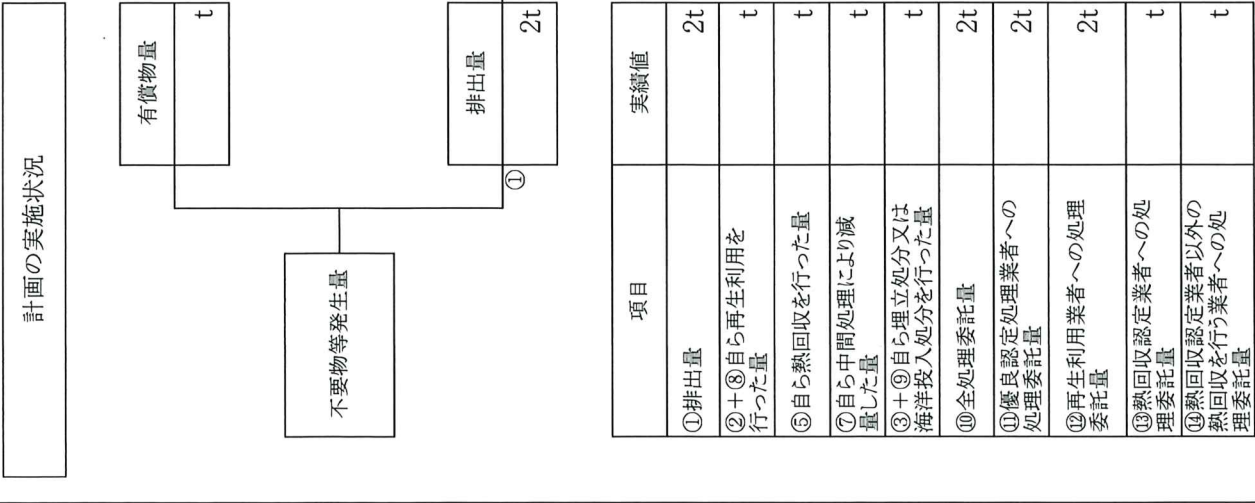 計画の実施状況
有償物量
t
不要物等発生量
排出量
①
2t
項目 実績値
①排出量 2t
②+⑧自ら再生利用を
行った量 t
⑤自ら熱回収を行った量 t
⑦自ら中間処理により減
量した量 t
③+⑨自ら埋立処分又は
海洋投入処分を行った量 t
⑩全処理委託量 2t
⑪優良認定処理業者への
処理委託量 2t
⑫再生利用業者への処理
委託量 2t
⑬熱回収認定業者への処
理委託量 t
⑭熱回収認定業者以外の
熱回収を行う業者への処
理委託量 t